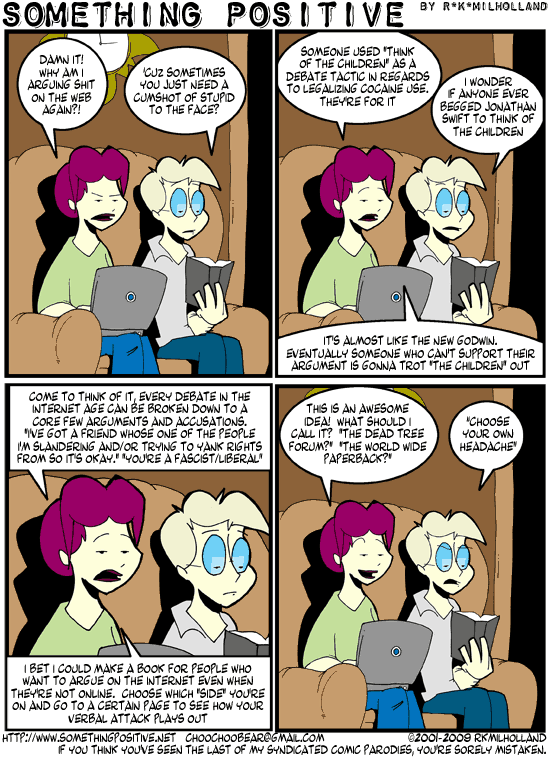 SOMETHING POSITIVE BY R*K*MILHOLLAND
DAMN IT!
WHY AM I
ARGUING SHIT
ON THE WEB
AGAIN?!
'CUZ SOMETIMES
YOU JUST NEED A
CUMSHOT OF STUPID
TO THE FACE?
SOMEONE USED "THINK
OF THE CHILDREN" AS A
DEBATE TACTIC IN REGARDS
TO LEGALIZING COCAINE USE.
THEY'RE FOR IT
I WONDER
IF ANYONE EVER
BEGGED JONATHAN
SWIFT TO THINK OF
THE CHILDREN
IT'S ALMOST LIKE THE NEW GODWIN.
EVENTUALLY SOMEONE WHO CAN'T SUPPORT THEIR
ARGUMENT IS GONNA TROT "THE CHILDREN" OUT
COME TO THINK OF IT, EVERY DEBATE IN THE
INTERNET AGE CAN BE BROKEN DOWN TO A
CORE FEW ARGUMENTS AND ACCUSATIONS.
"I'VE GOT A FRIEND WHOSE ONE OF THE PEOPLE
I'M SLANDERING AND/OR TRYING TO YANK RIGHTS
FROM SO IT'S OKAY." "YOU'RE A FASCIST/LIBERAL"
I BET I COULD MAKE A BOOK FOR PEOPLE WHO
WANT TO ARGUE ON THE INTERNET EVEN WHEN
THEY'RE NOT ONLINE. CHOOSE WHICH "SIDE" YOU'RE
ON AND GO TO A CERTAIN PAGE TO SEE HOW YOUR
VERBAL ATTACK PLAYS OUT
THIS IS AN AWESOME
IDEA! WHAT SHOULD I
CALL IT? "THE DEAD TREE
FORUM?" "THE WORLD WIDE
PAPERBACK?"
"CHOOSE
YOUR OWN
HEADACHE"
HTTP://WWW.SOMETHINGPOSITIVE.NET CHOOCHOOBEAR@GMAIL.COM ©2001-2009 RKMILHOLLAND
IF YOU THINK YOU'VE SEEN THE LAST OF MY SYNDICATED COMIC PARODIES, YOU'RE SORELY MISTAKEN.